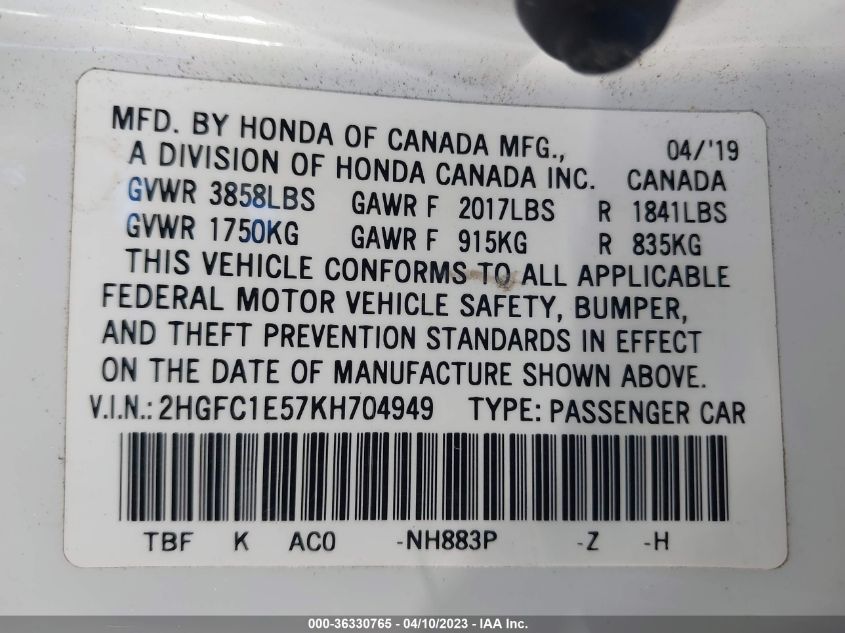 MFD. BY HONDA OF CANADA MFG., 04/'19
A DIVISION OF HONDA CANADA INC. CANADA
GVWR 3858LBS GAWR F 2017LBS R 1841LBS
GVWR 1750KG GAWR F 915KG R 835KG
THIS VEHICLE CONFORMS TO ALL APPLICABLE
FEDERAL MOTOR VEHICLE SAFETY, BUMPER,
AND THEFT PREVENTION STANDARDS IN EFFECT
ON THE DATE OF MANUFACTURE SHOWN ABOVE.
V.I.N.: 2HGFC1E57KH704949 TYPE: PASSENGER CAR
TBF K AC0 -NH883P -Z -H
000-36330765 - 04/10/2023 - IAA Inc.